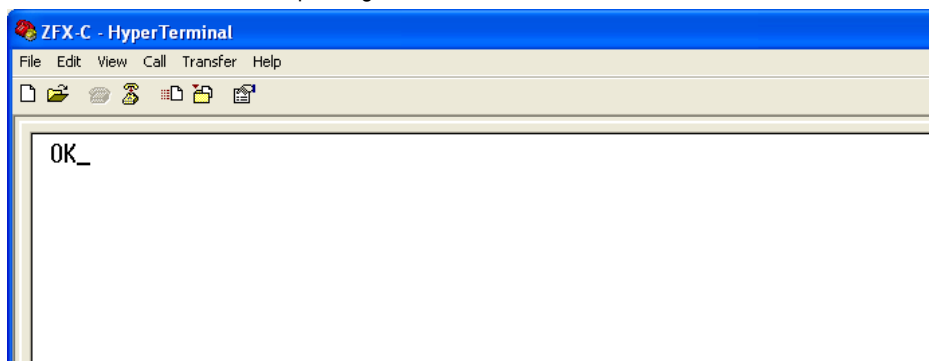 ZFX-C - HyperTerminal
File Edit View Call Transfer Help
OK_